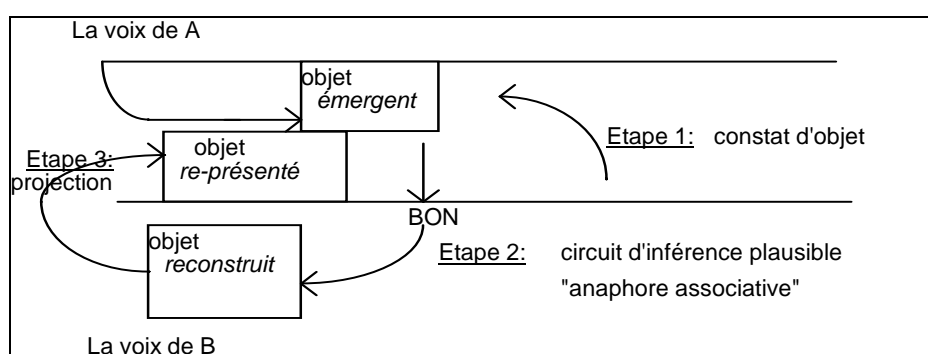 La voix de A
objet
émergent
Etape 1: constat d'objet
objet
re-présenté
Etape 3:
projection
BON
objet
reconstruit
Etape 2: circuit d'inférence plausible
"anaphore associative"
La voix de B